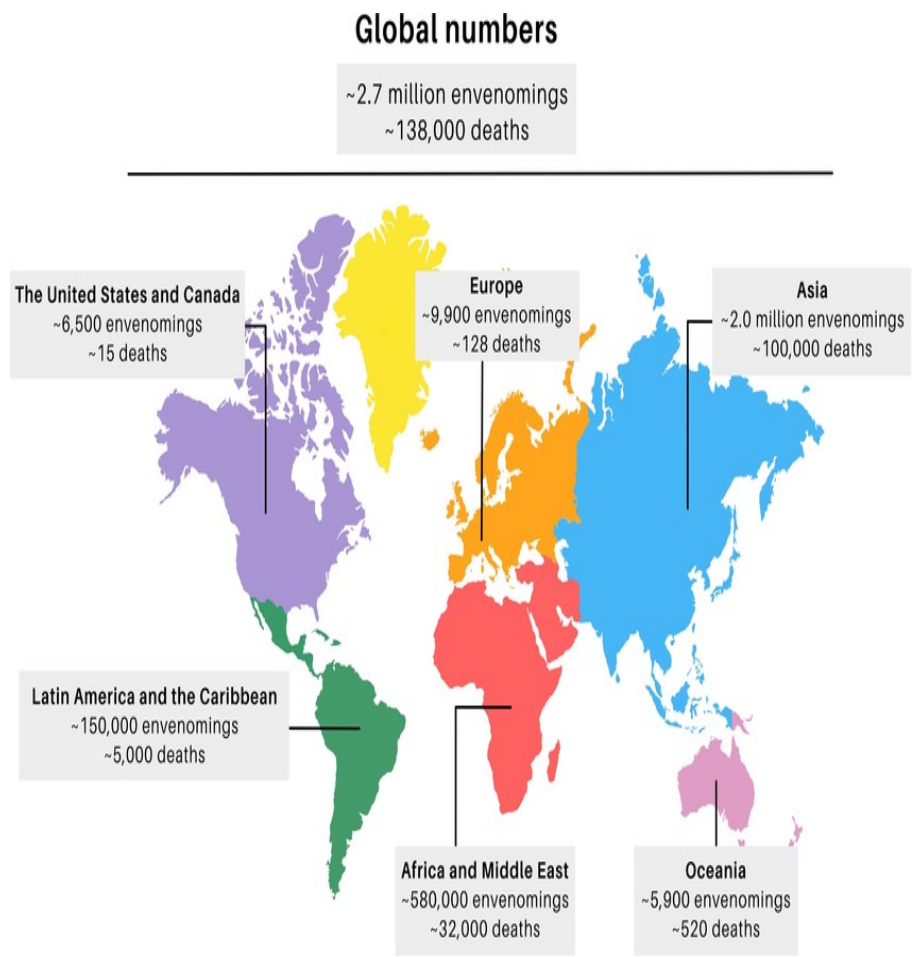 Global numbers
~2.7 million envenomings
~138,000 deaths
The United States and Canada
~6,500 envenomings
~15 deaths
Europe
~9,900 envenomings
~128 deaths
Asia
~2.0 million envenomings
~100,000 deaths
Latin America and the Caribbean
~150,000 envenomings
~5,000 deaths
Africa and Middle East
~580,000 envenomings
~32,000 deaths
Oceania
~5,900 envenomings
~520 deaths